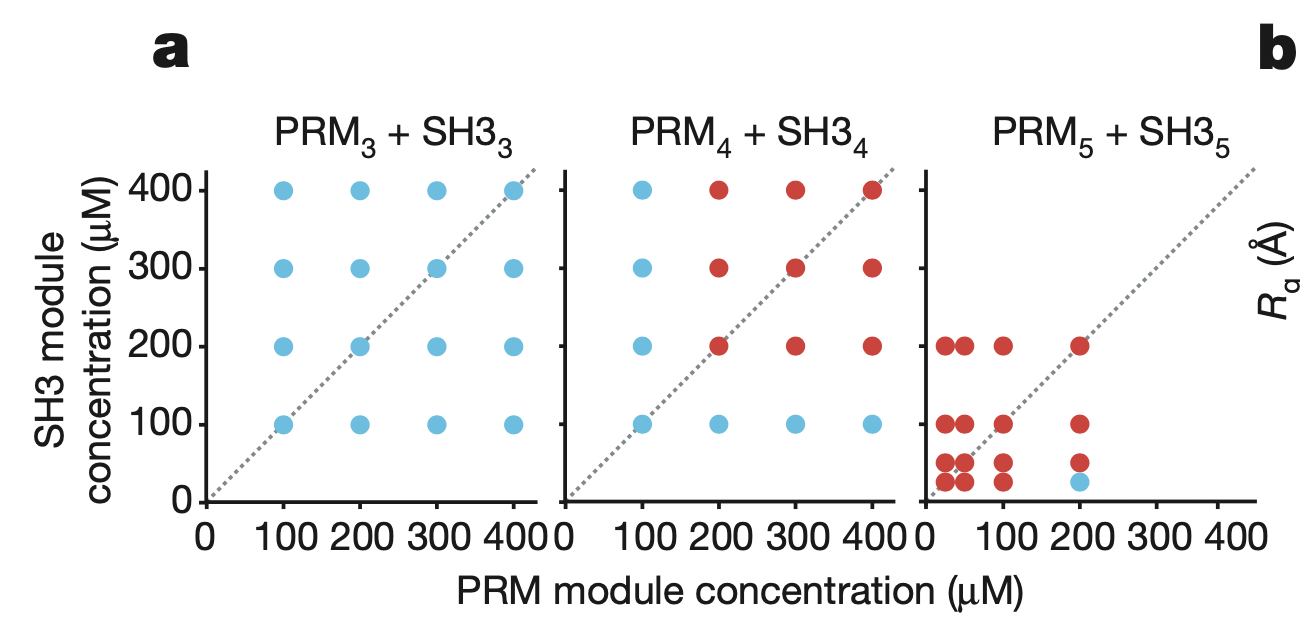 a
b
PRM₃ + SH3₃
PRM₄ + SH3₄
PRM₅ + SH3₅
SH3 module
concentration (μM)
400
300
200
100
0
0 100 200 300 400
0 100 200 300 400
0 100 200 300 400
PRM module concentration (μM)
(Å)